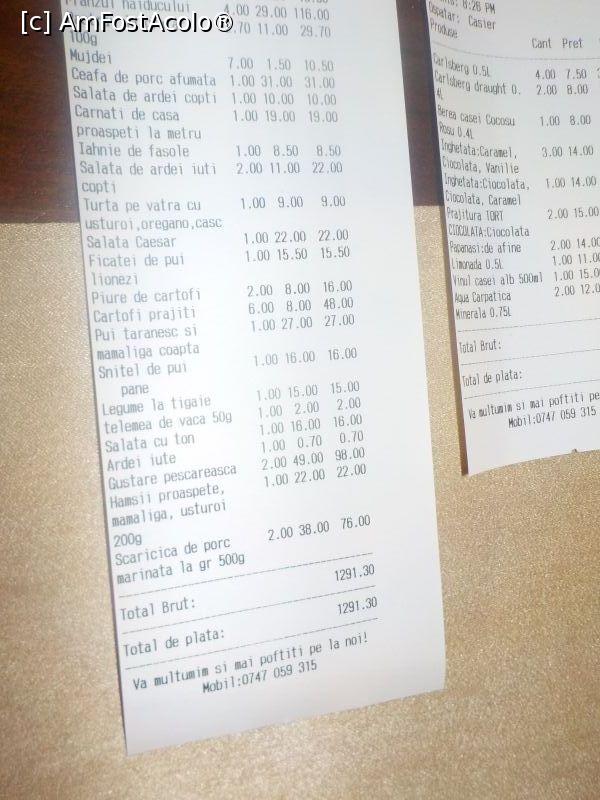 [c] AmFostAcolo®
Pranzul haiducului 4.00 29.00 116.00
.70 11.00 29.70
100g
Mujdei 7.00 1.50 10.50
Ceafa de porc afumata 1.00 31.00 31.00
Salata de ardei copti 1.00 10.00 10.00
Carnati de casa 1.00 19.00 19.00
proaspeti la metru
Iahnie de fasole 1.00 8.50 8.50
Salata de ardei iuti 2.00 11.00 22.00
copti
Turta pe vatra cu 1.00 9.00 9.00
usturoi,oregano,casc
Salata Caesar 1.00 22.00 22.00
Ficatei de pui 1.00 15.50 15.50
lionezi
Piure de cartofi 2.00 8.00 16.00
Cartofi prajiti 6.00 8.00 48.00
Pui taranesc si 1.00 27.00 27.00
mamaliga coapta
Snitel de pui 1.00 16.00 16.00
pane
Legume la tigaie 1.00 15.00 15.00
telemea de vaca 50g 1.00 2.00 2.00
Salata cu ton 1.00 16.00 16.00
Ardei iute 1.00 0.70 0.70
Gustare pescareasca 2.00 49.00 98.00
Hamsii proaspete, 1.00 22.00 22.00
mamaliga, usturoi
200g
Scaricica de porc 2.00 38.00 76.00
marinata la gr 500g
Total Brut: 1291.30
Total de plata: 1291.30
Va multumim si mai poftiti pe la noi!
Mobil:0747 059 315
8:26 PM
Ospatar: Casier
Produse
Cant Pret
Carlsberg 0.5L 4.00 7.50
Carlsberg draught 0. 2.00 8.00
4L
Berea casei Cocosu 1.00 8.00
Rosu 0.4L
Inghetata:Caramel, 3.00 14.00
Ciocolata, Vanilie
Inghetata:Ciocolata, 1.00 14.00
Ciocolata, Caramel
Prajitura TORT 2.00 15.00
CIOCOLATA:Ciocolata
Papanasi:de afine 2.00 14.00
Limonada 0.5L 1.00 11.00
Vinul casei alb 500ml 1.00 15.00
Aqua Carpatica 2.00 12.0
Minerala 0.75L
Total Brut:
Total de plata:
Va multumim si mai poftiti pe
Mobil:0747 059 315